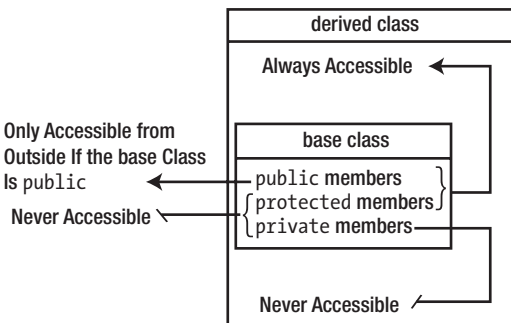 derived class
Always Accessible
Only Accessible from
Outside If the base Class
Is public
Never Accessible
base class
public members
protected members
private members
Never Accessible